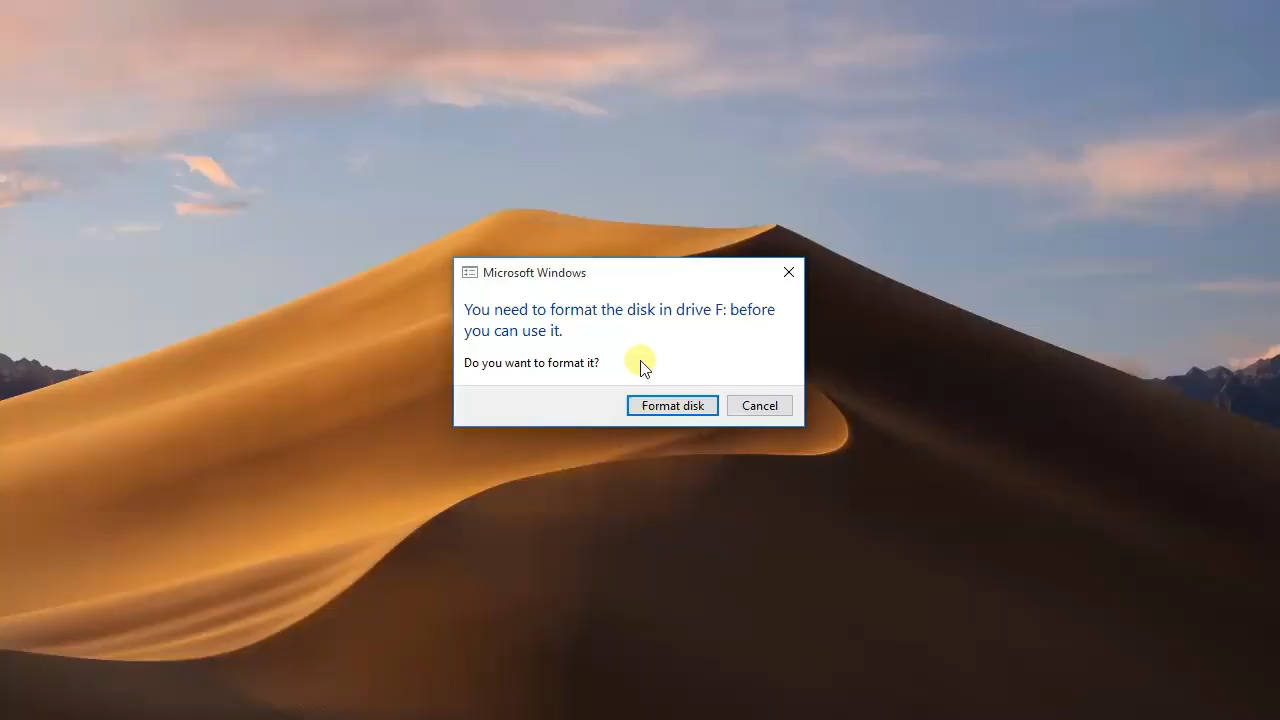 Microsoft Windows
You need to format the disk in drive F: before
you can use it.
Do you want to format it?
Format disk
Cancel